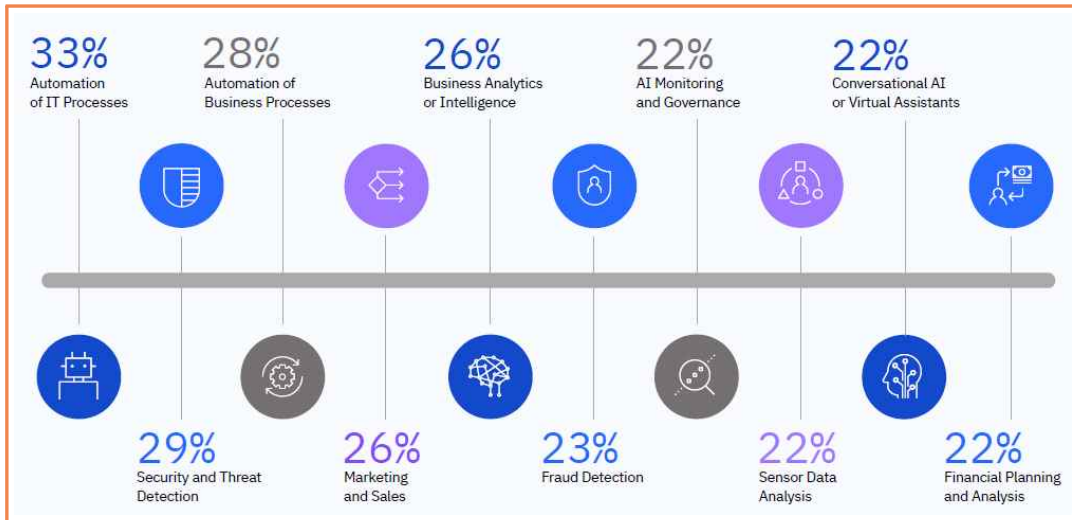 33%
Automation
of IT Processes
28%
Automation of
Business Processes
26%
Business Analytics
or Intelligence
22%
AI Monitoring
and Governance
22%
Conversational AI
or Virtual Assistants
29%
Security and Threat
Detection
26%
Marketing
and Sales
23%
Fraud Detection
22%
Sensor Data
Analysis
22%
Financial Planning
and Analysis